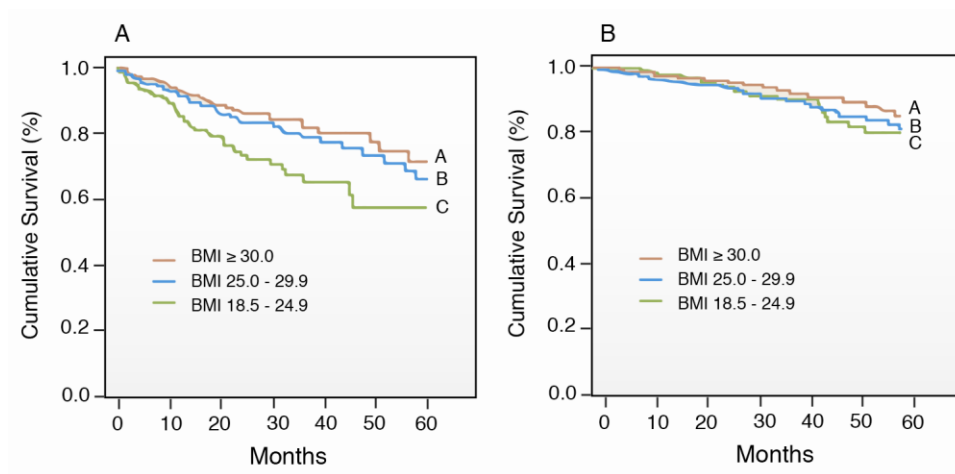 A
Cumulative Survival (%)
1.0
0.8
0.6
0.4
0.2
0.0
A
B
C
BMI ≥ 30.0
BMI 25.0 - 29.9
BMI 18.5 - 24.9
0 10 20 30 40 50 60
Months
B
Cumulative Survival (%)
1.0
0.8
0.6
0.4
0.2
0.0
A
B
C
BMI ≥ 30.0
BMI 25.0 - 29.9
BMI 18.5 - 24.9
0 10 20 30 40 50 60
Months